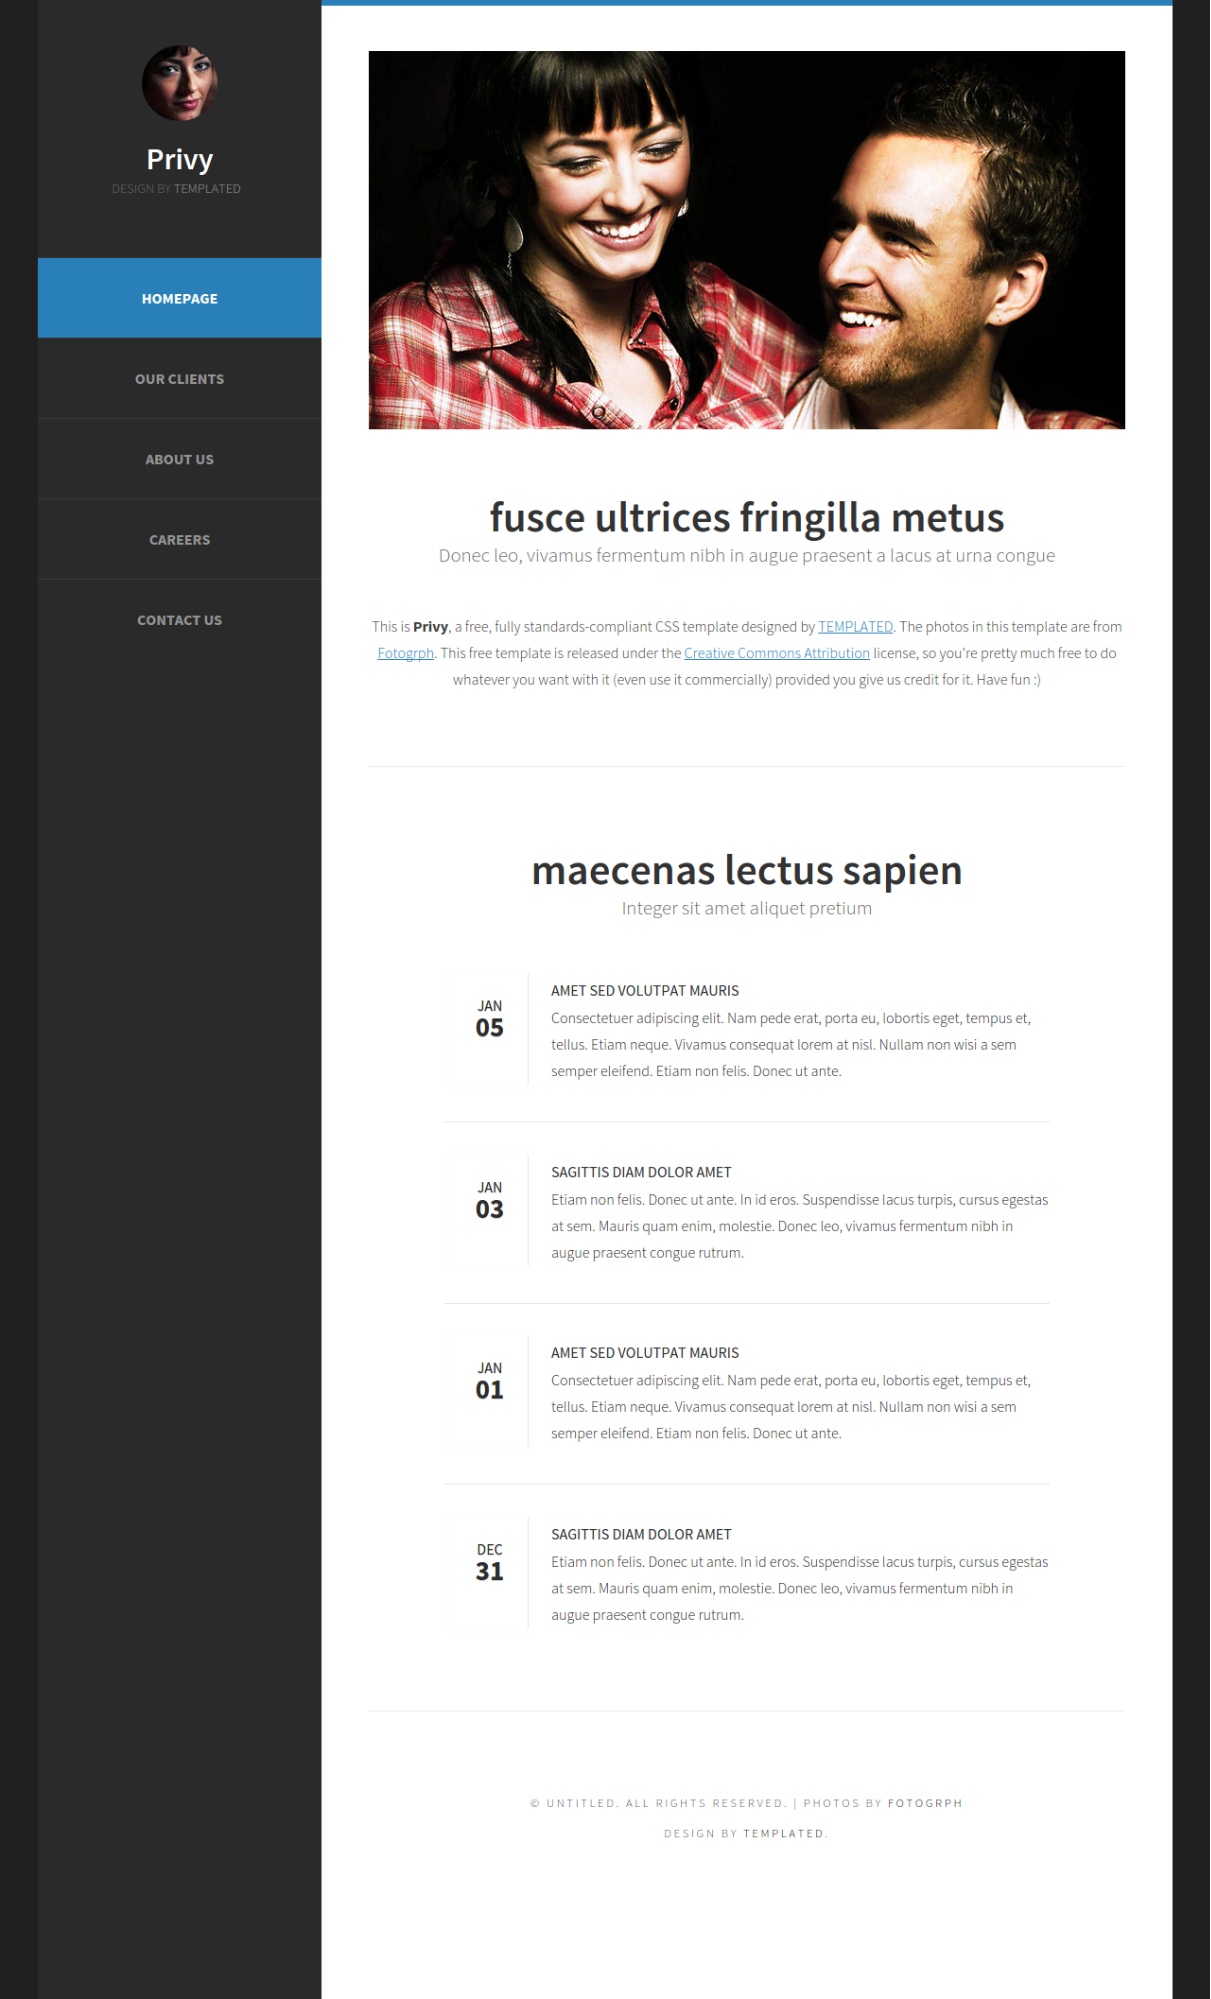 Privy
DESIGN BY TEMPLATED
HOMEPAGE
OUR CLIENTS
ABOUT US
CAREERS
CONTACT US
fusce ultrices fringilla metus
Donec leo, vivamus fermentum nibh in augue praesent a lacus at urna congue
This is Privy, a free, fully standards-compliant CSS template designed by TEMPLATED. The photos in this template are from
Fotogrph. This free template is released under the Creative Commons Attribution license, so you're pretty much free to do
whatever you want with it (even use it commercially) provided you give us credit for it. Have fun :)
maecenas lectus sapien
Integer sit amet aliquet pretium
JAN
05
AMET SED VOLUTPAT MAURIS
Consectetuer adipiscing elit. Nam pede erat, porta eu, lobortis eget, tempus et,
tellus. Etiam neque. Vivamus consequat lorem at nisl. Nullam non wisi a sem
semper eleifend. Etiam non felis. Donec ut ante.
JAN
03
SAGITTIS DIAM DOLOR AMET
Etiam non felis. Donec ut ante. In id eros. Suspendisse lacus turpis, cursus egestas
at sem. Mauris quam enim, molestie. Donec leo, vivamus fermentum nibh in
augue praesent congue rutrum.
JAN
01
AMET SED VOLUTPAT MAURIS
Consectetuer adipiscing elit. Nam pede erat, porta eu, lobortis eget, tempus et,
tellus. Etiam neque. Vivamus consequat lorem at nisl. Nullam non wisi a sem
semper eleifend. Etiam non felis. Donec ut ante.
DEC
31
SAGITTIS DIAM DOLOR AMET
Etiam non felis. Donec ut ante. In id eros. Suspendisse lacus turpis, cursus egestas
at sem. Mauris quam enim, molestie. Donec leo, vivamus fermentum nibh in
augue praesent congue rutrum.
© UNTITLED. ALL RIGHTS RESERVED. | PHOTOS BY FOTOGRPH
DESIGN BY TEMPLATED.